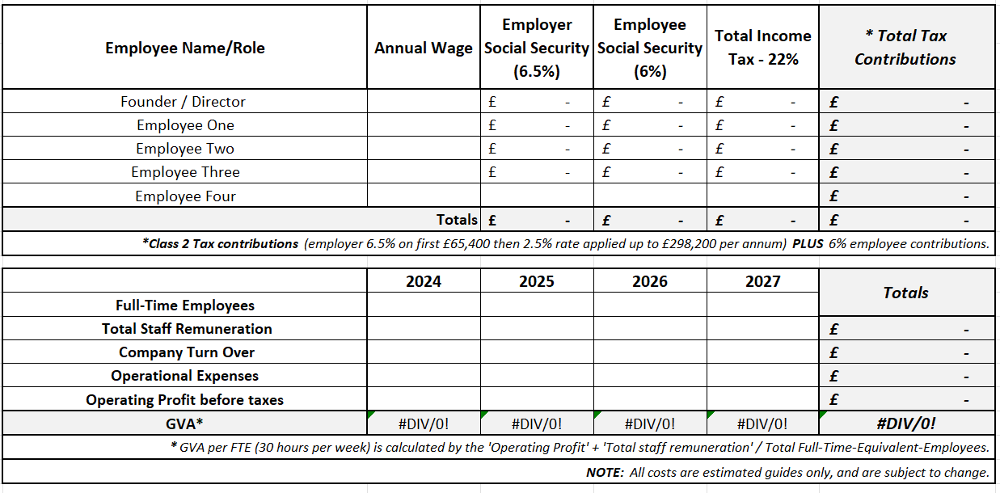 Employee Name/Role Annual Wage Employer Social Security (6.5%) Employee Social Security (6%) Total Income Tax - 22% * Total Tax Contributions
Founder / Director £ - £ - £ - £ -
Employee One £ - £ - £ - £ -
Employee Two £ - £ - £ - £ -
Employee Three £ - £ - £ - £ -
Employee Four £ -
Totals £ - £ - £ - £ -
*Class 2 Tax contributions (employer 6.5% on first £65,400 then 2.5% rate applied up to £298,200 per annum) PLUS 6% employee contributions.
2024 2025 2026 2027 Totals
Full-Time Employees
Total Staff Remuneration £ -
Company Turn Over £ -
Operational Expenses £ -
Operating Profit before taxes £ -
GVA* #DIV/0! #DIV/0! #DIV/0! #DIV/0! #DIV/0!
* GVA per FTE (30 hours per week) is calculated by the 'Operating Profit' + 'Total staff remuneration' / Total Full-Time-Equivalent-Employees.
NOTE: All costs are estimated guides only, and are subject to change.